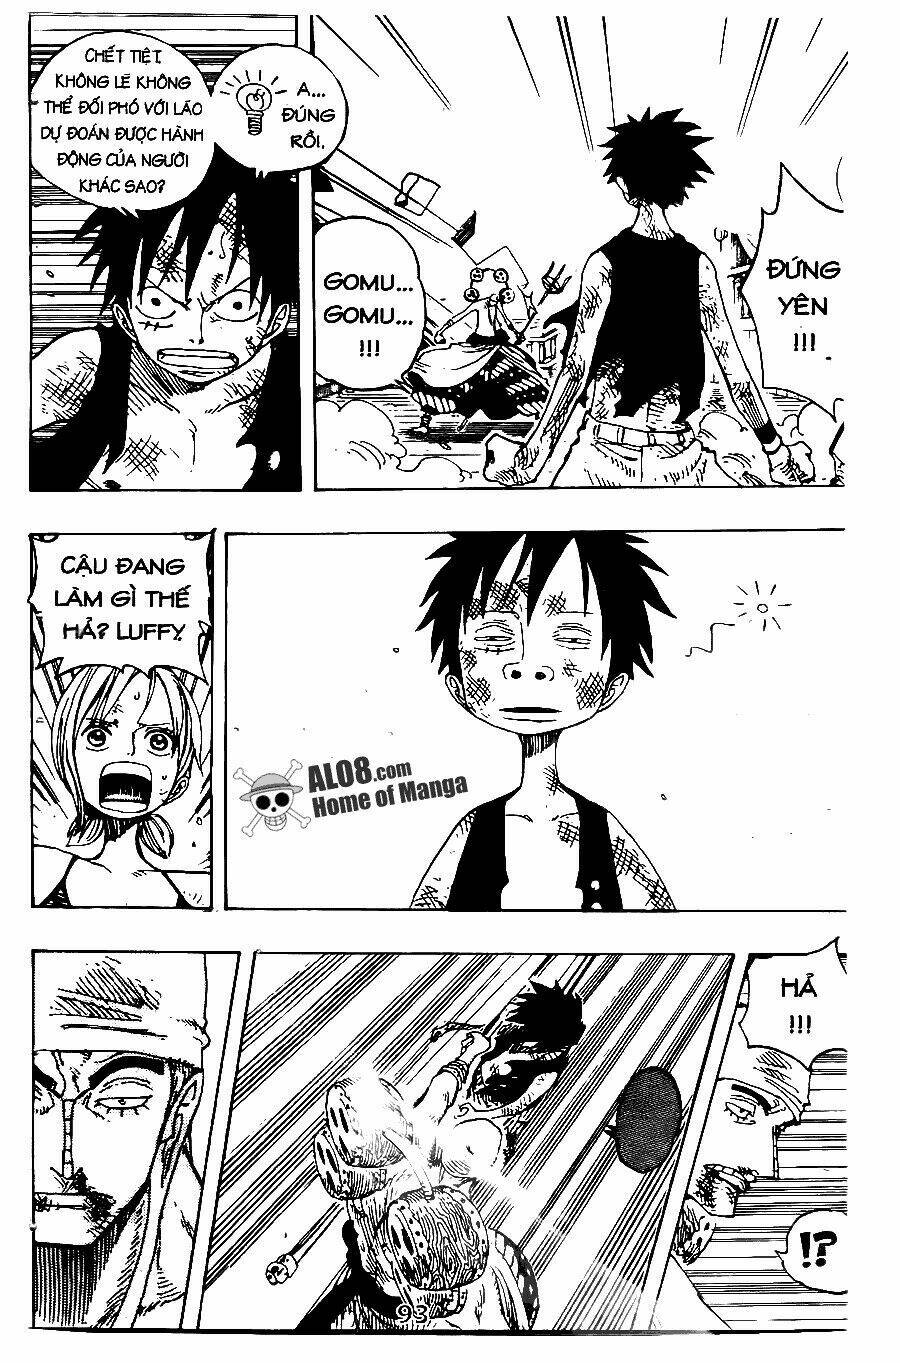 CHẾT TIỆT.
KHÔNG LẼ KHÔNG
THỂ ĐỐI PHÓ VỚI LÃO
DỰ ĐOÁN ĐƯỢC HÀNH
ĐỘNG CỦA NGƯỜI
KHÁC SAO?
A...
ĐÚNG
RỒI.
GOMU...
GOMU...
!!!
ĐỨNG
YÊN
!!!
CẬU ĐANG
LÀM GÌ THẾ
HẢ? LUFFY.
ALO8.com
Home of Manga
HẢ
!!!
!?
93